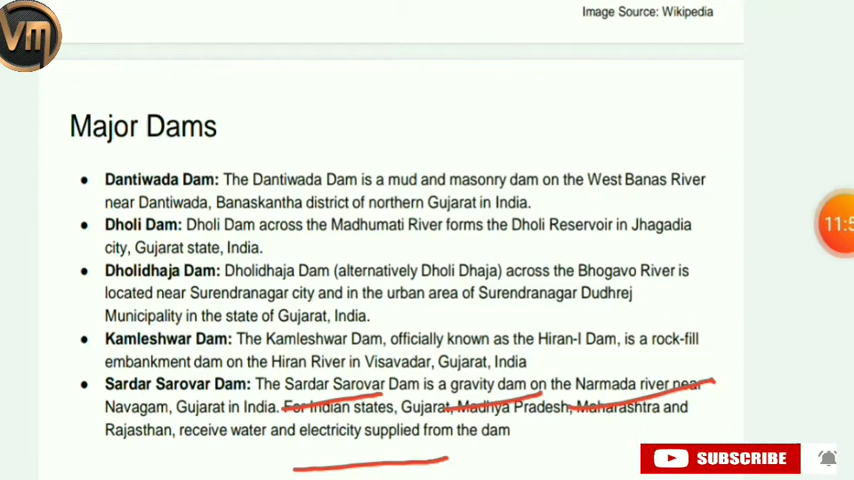 Image Source: Wikipedia
VM
Major Dams
● Dantiwada Dam: The Dantiwada Dam is a mud and masonry dam on the West Banas River
near Dantiwada, Banaskantha district of northern Gujarat in India.
● Dholi Dam: Dholi Dam across the Madhumati River forms the Dholi Reservoir in Jhagadia
city, Gujarat state, India.
● Dholidhaja Dam: Dholidhaja Dam (alternatively Dholi Dhaja) across the Bhogavo River is
located near Surendranagar city and in the urban area of Surendranagar Dudhrej
Municipality in the state of Gujarat, India.
● Kamleshwar Dam: The Kamleshwar Dam, officially known as the Hiran-I Dam, is a rock-fill
embankment dam on the Hiran River in Visavadar, Gujarat, India
● Sardar Sarovar Dam: The Sardar Sarovar Dam is a gravity dam on the Narmada river near
Navagam, Gujarat in India. For Indian states, Gujarat, Madhya Pradesh, Maharashtra and
Rajasthan, receive water and electricity supplied from the dam
11:5
SUBSCRIBE